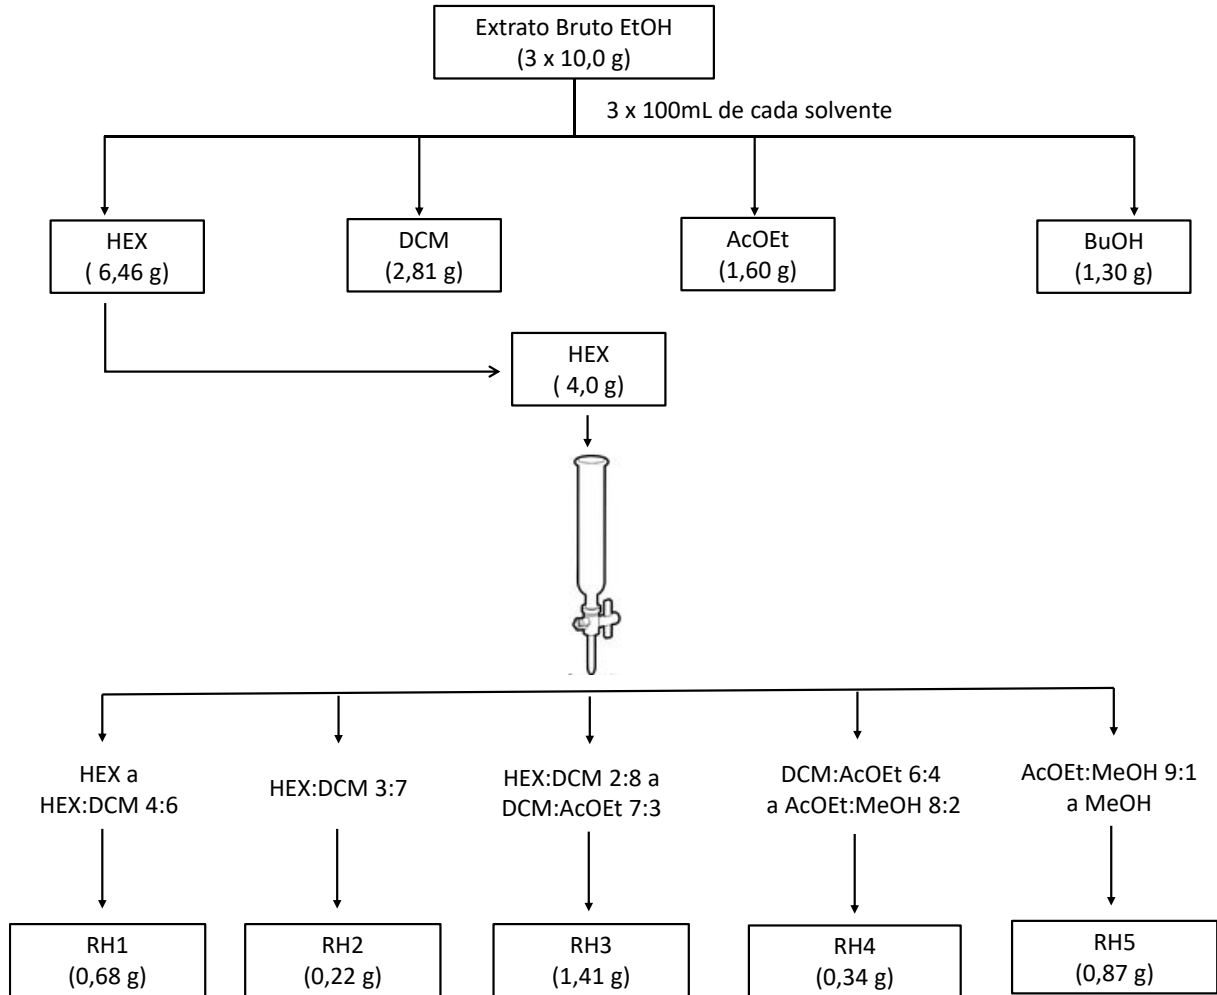 Extrato Bruto EtOH
(3 x 10,0 g)
3 x 100mL de cada solvente
HEX
( 6,46 g)
DCM
(2,81 g)
AcOEt
(1,60 g)
BuOH
(1,30 g)
HEX
( 4,0 g)
HEX a
HEX:DCM 4:6
HEX:DCM 3:7
HEX:DCM 2:8 a
DCM:AcOEt 7:3
DCM:AcOEt 6:4
a AcOEt:MeOH 8:2
AcOEt:MeOH 9:1
a MeOH
RH1
(0,68 g)
RH2
(0,22 g)
RH3
(1,41 g)
RH4
(0,34 g)
RH5
(0,87 g)